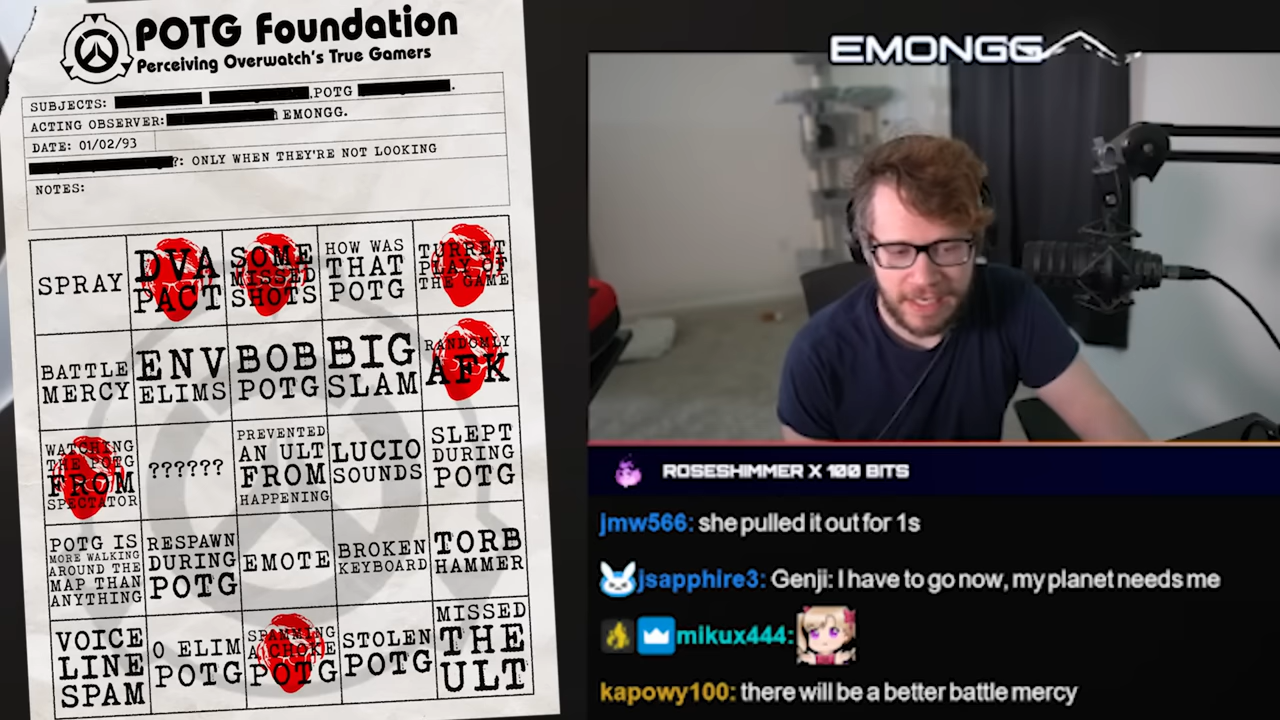 POTG Foundation
Perceiving Overwatch's True Gamers
SUBJECTS: ,POTG .
ACTING OBSERVER: EMONGG.
DATE: 01/02/93
?: ONLY WHEN THEY'RE NOT LOOKING
NOTES:
SPRAY
DVA
PACT
SOME
MISSED
SHOTS
HOW WAS
THAT
POTG
TURRET
PLAY OF
THE GAME
BATTLE
MERCY
ENV
ELIMS
BOB
POTG
BIG
SLAM
RANDOMLY
AFK
WATCHING
THE POTG
FROM
SPECTATOR
??????
PREVENTED
AN ULT
FROM
HAPPENING
LUCIO
SOUNDS
SLEPT
DURING
POTG
POTG IS
MORE WALKING
AROUND THE
MAP THAN
ANYTHING
RESPAWN
DURING
POTG
EMOTE
BROKEN
KEYBOARD
TORB
HAMMER
VOICE
LINE
SPAM
0 ELIM
POTG
SPAMMING
A CHOKE
POTG
STOLEN
POTG
MISSED
THE
ULT
EMONGG
ROSESHIMMER X 100 BITS
jmw566: she pulled it out for 1s
jsapphire3: Genji: I have to go now, my planet needs me
mikux444:
kapowy100: there will be a better battle mercy